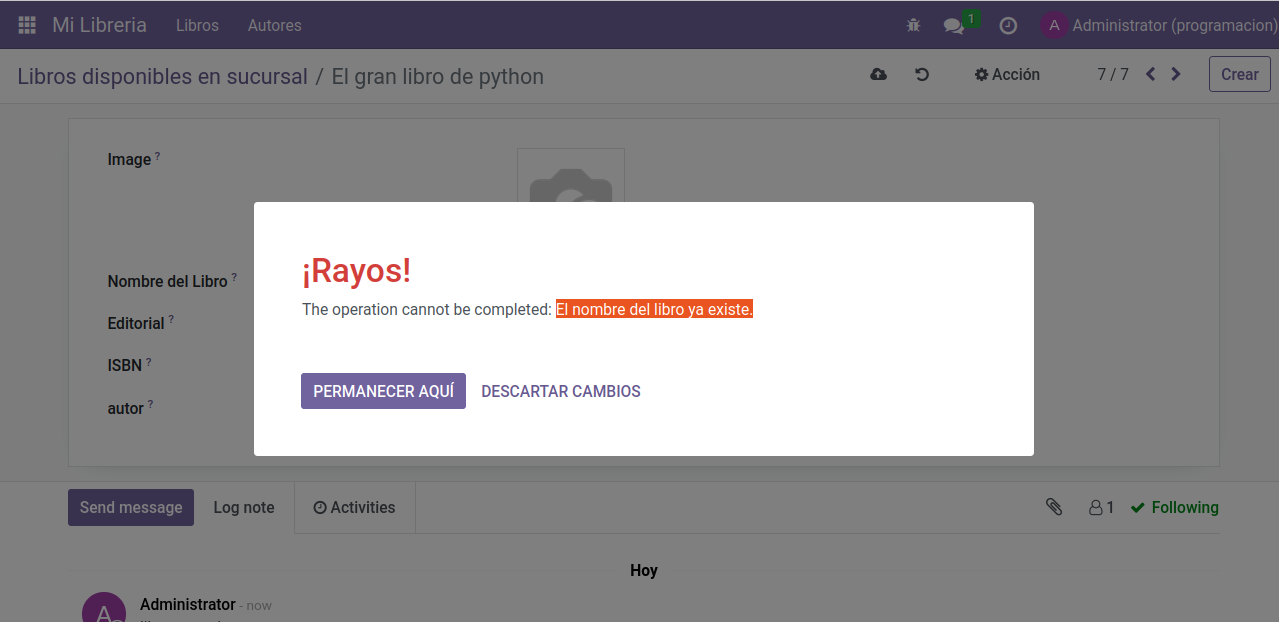 Mi Libreria Libros Autores 1 A Administrator (programacion)
Libros disponibles en sucursal / El gran libro de python Acción 7 / 7 Crear
Image ?
¡Rayos!
Nombre del Libro ?
The operation cannot be completed: El nombre del libro ya existe.
Editorial ?
ISBN ?
PERMANECER AQUÍ DESCARTAR CAMBIOS
autor ?
Send message Log note Activities 1 Following
Hoy
A Administrator - now